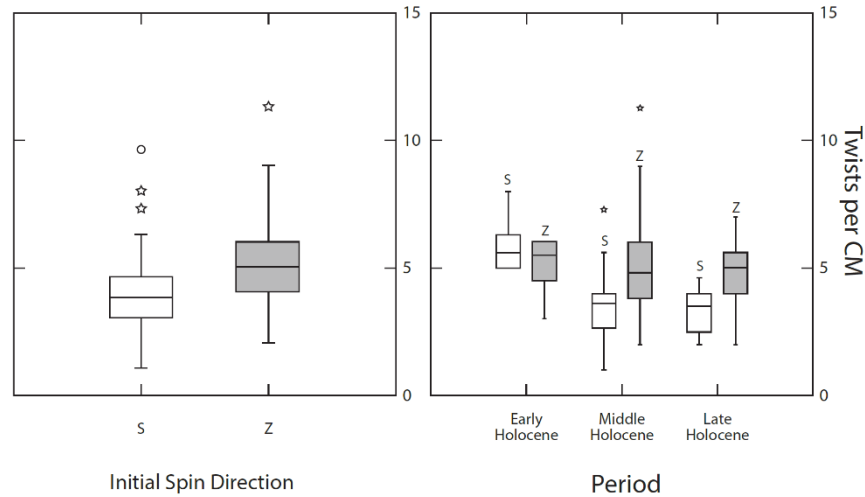 15
10
5
0
S
Z
Initial Spin Direction
S
Z
S
Z
S
Z
Early
Holocene
Middle
Holocene
Late
Holocene
Period
15
10
5
0
Twists per CM